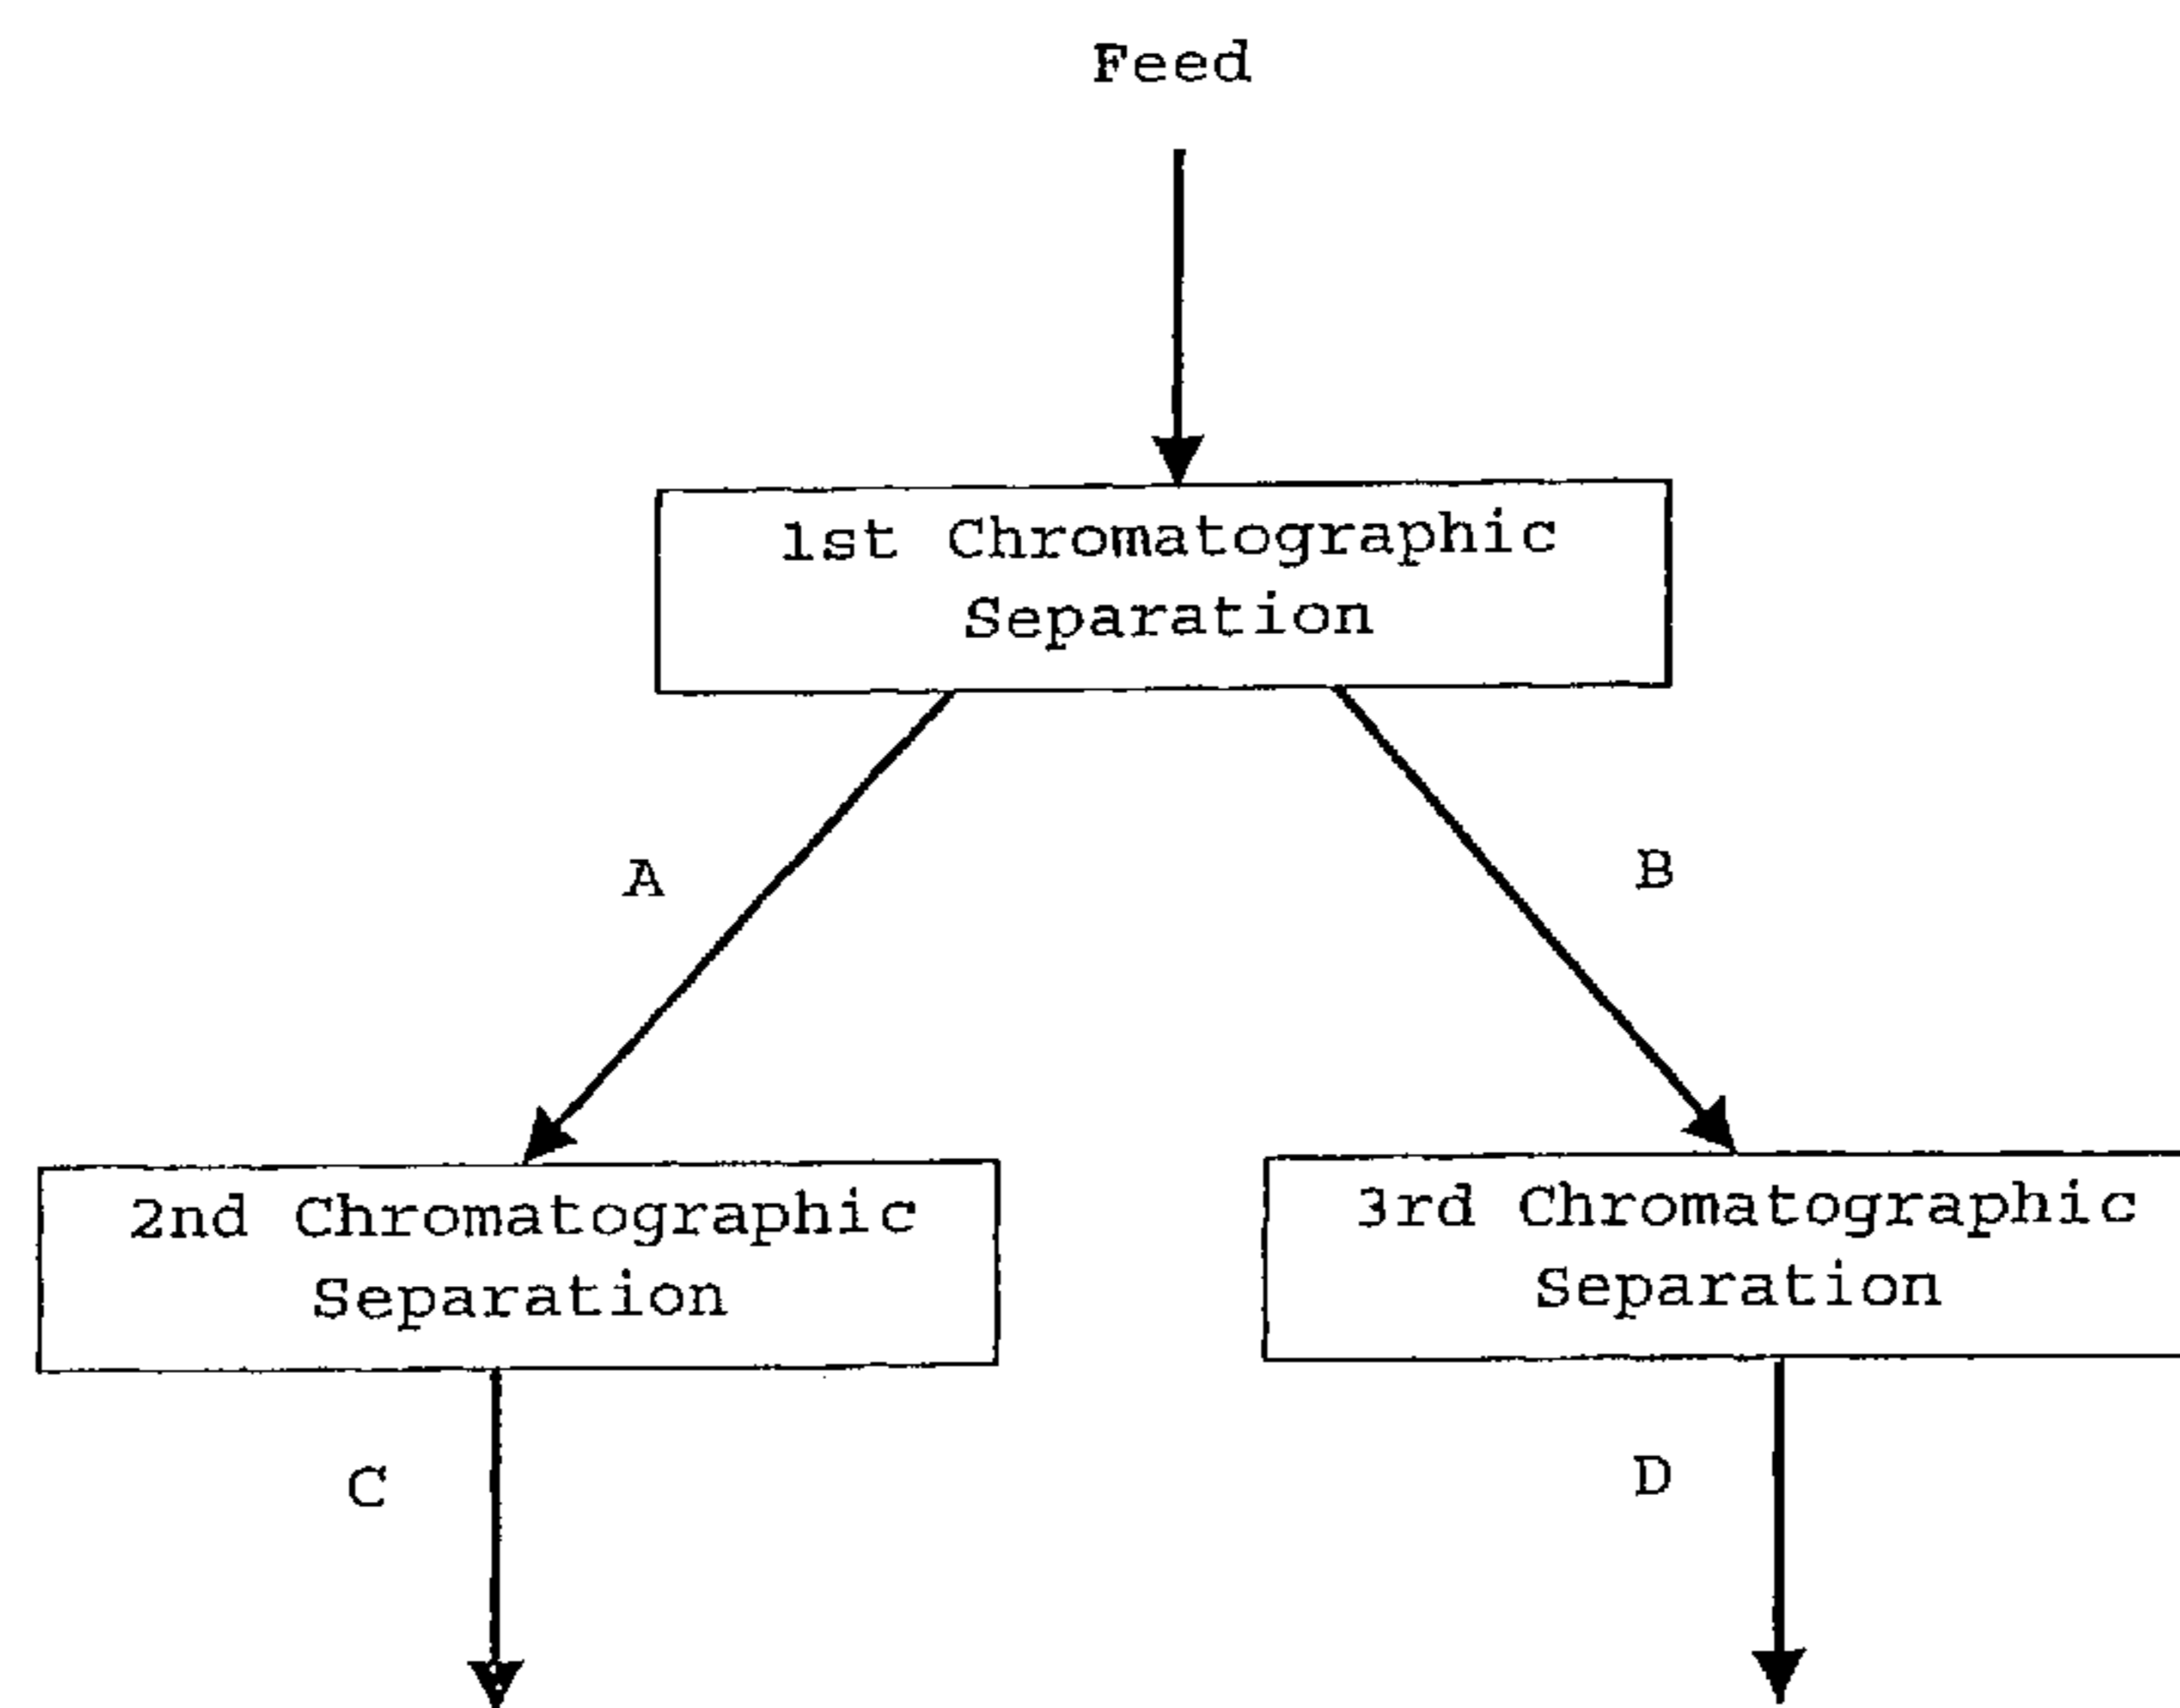 Feed
1st Chromatographic
Separation
A
B
2nd Chromatographic
Separation
3rd Chromatographic
Separation
C
D